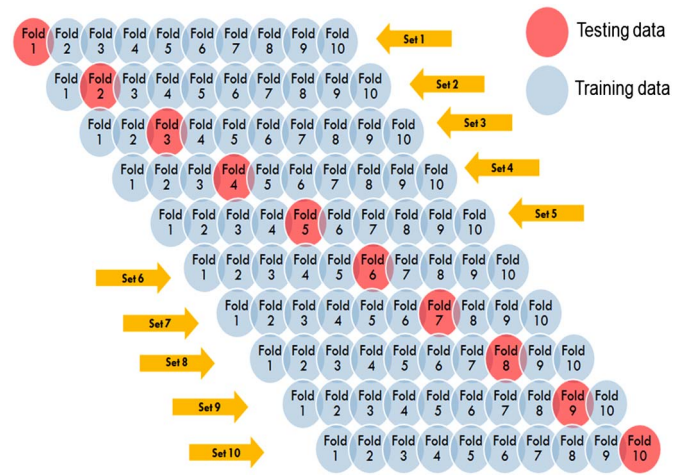 Fold 1 Fold 2 Fold 3 Fold 4 Fold 5 Fold 6 Fold 7 Fold 8 Fold 9 Fold 10 Set 1
Testing data
Fold 1 Fold 2 Fold 3 Fold 4 Fold 5 Fold 6 Fold 7 Fold 8 Fold 9 Fold 10 Set 2
Training data
Fold 1 Fold 2 Fold 3 Fold 4 Fold 5 Fold 6 Fold 7 Fold 8 Fold 9 Fold 10 Set 3
Fold 1 Fold 2 Fold 3 Fold 4 Fold 5 Fold 6 Fold 7 Fold 8 Fold 9 Fold 10 Set 4
Fold 1 Fold 2 Fold 3 Fold 4 Fold 5 Fold 6 Fold 7 Fold 8 Fold 9 Fold 10 Set 5
Set 6 Fold 1 Fold 2 Fold 3 Fold 4 Fold 5 Fold 6 Fold 7 Fold 8 Fold 9 Fold 10
Set 7 Fold 1 Fold 2 Fold 3 Fold 4 Fold 5 Fold 6 Fold 7 Fold 8 Fold 9 Fold 10
Set 8 Fold 1 Fold 2 Fold 3 Fold 4 Fold 5 Fold 6 Fold 7 Fold 8 Fold 9 Fold 10
Set 9 Fold 1 Fold 2 Fold 3 Fold 4 Fold 5 Fold 6 Fold 7 Fold 8 Fold 9 Fold 10
Set 10 Fold 1 Fold 2 Fold 3 Fold 4 Fold 5 Fold 6 Fold 7 Fold 8 Fold 9 Fold 10